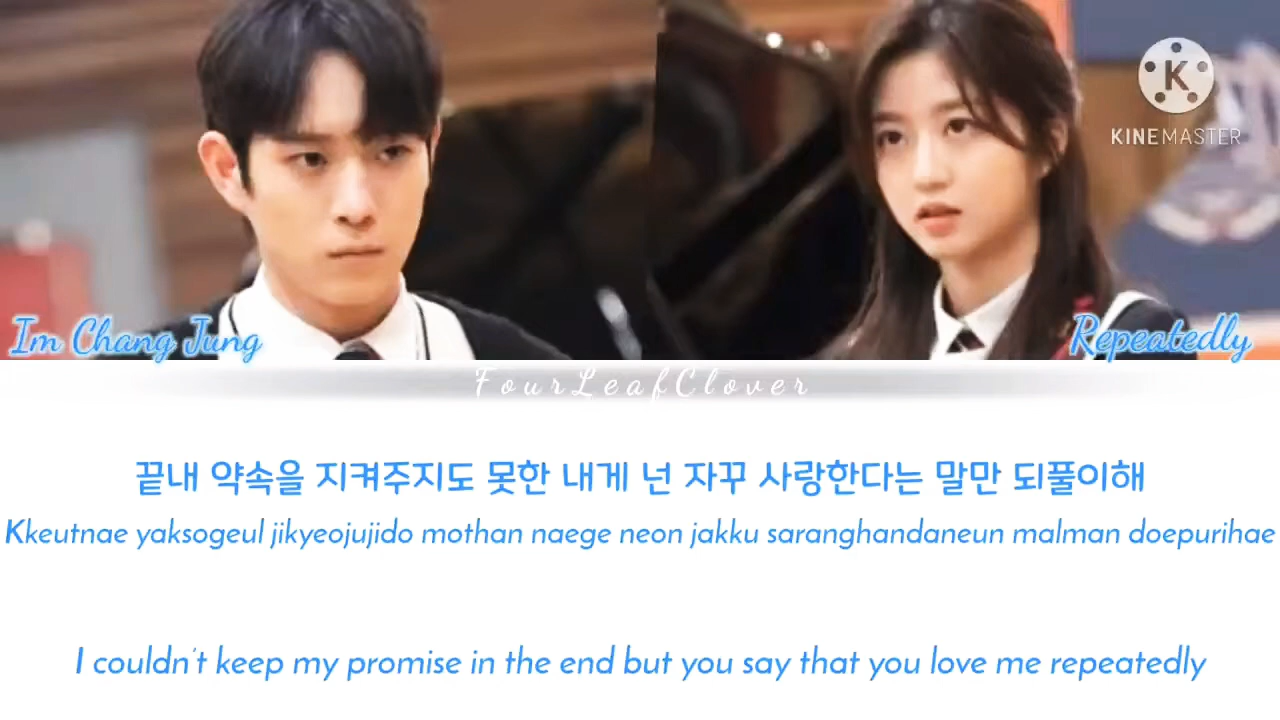 K
KINEMASTER
Im Chang Jung
Repeatedly
FourLeafClover
끝내 약속을 지켜주지도 못한 내게 넌 자꾸 사랑한다는 말만 되풀이해
Kkeutnae yaksogeul jikyeojujido mothan naege neon jakku saranghandaneun malman doepurihae
I couldn't keep my promise in the end but you say that you love me repeatedly